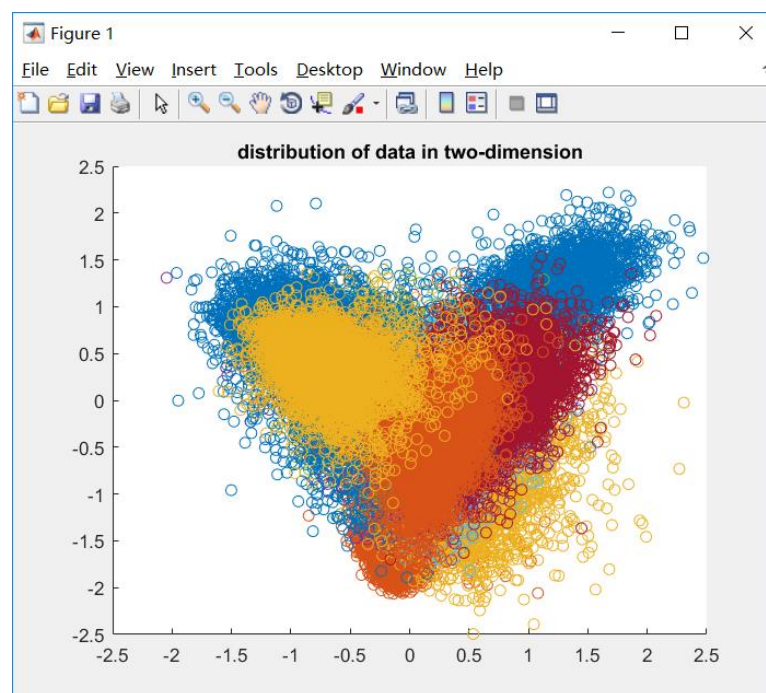 Figure 1
File Edit View Insert Tools Desktop Window Help
distribution of data in two-dimension
2.5
2
1.5
1
0.5
0
-0.5
-1
-1.5
-2
-2.5
-2.5 -2 -1.5 -1 -0.5 0 0.5 1 1.5 2 2.5